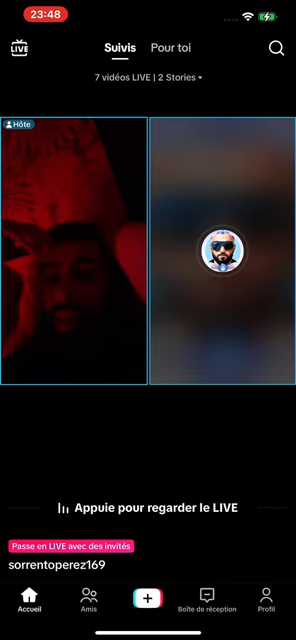 23:48
LIVE
Suivis
Pour toi
7 vidéos LIVE | 2 Stories
Hôte
Appuie pour regarder le LIVE
Passe en LIVE avec des invités
sorrentoperez169
Accueil
Amis
Boîte de réception
Profil